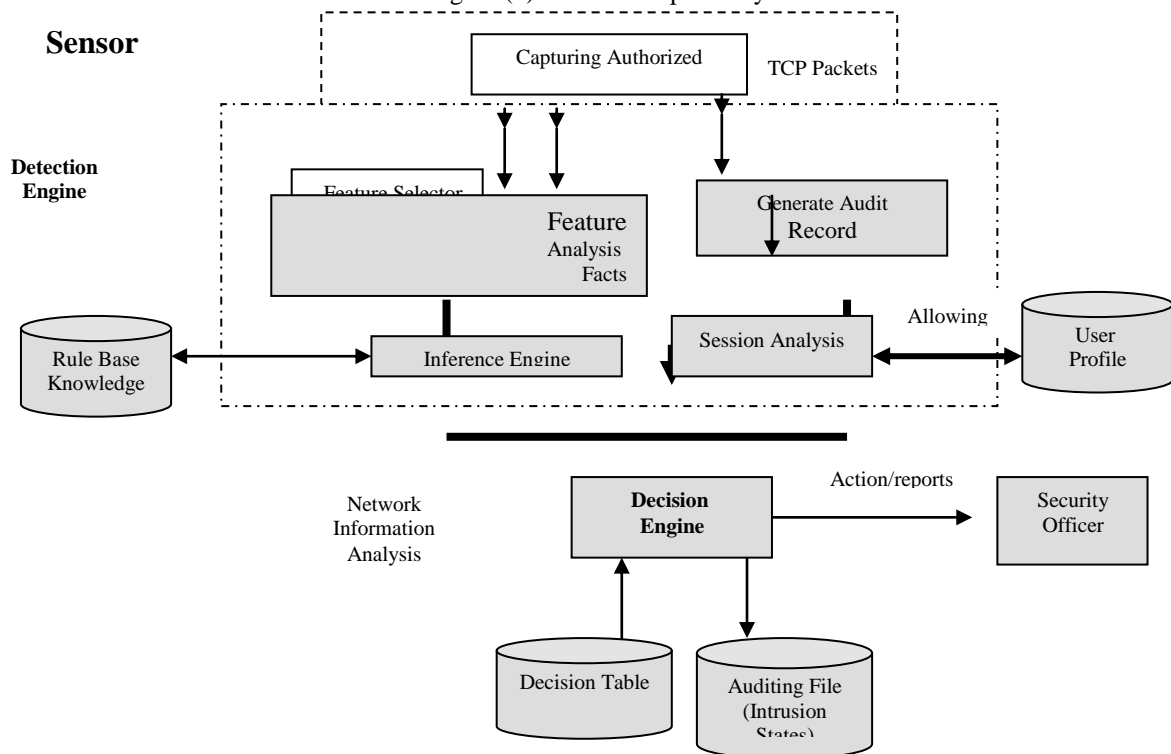 Sensor
Capturing Authorized
TCP Packets
Detection
Engine
Feature Selector
Feature
Analysis
Facts
Generate Audit
Record
Rule Base
Knowledge
Inference Engine
Session Analysis
Allowing
User
Profile
Network
Information
Analysis
Decision
Engine
Action/reports
Security
Officer
Decision Table
Auditing File
(Intrusion
States)